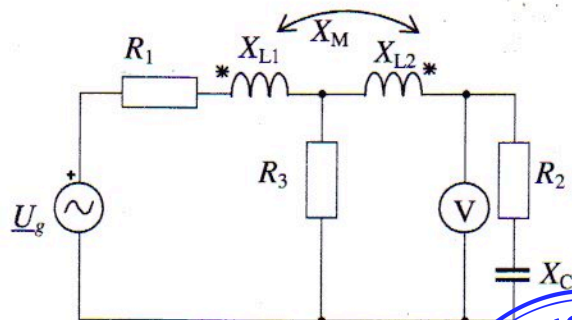 X_M
R_1
* X_L1
X_L2 *
R_3
R_2
+
U_g
V
X_C